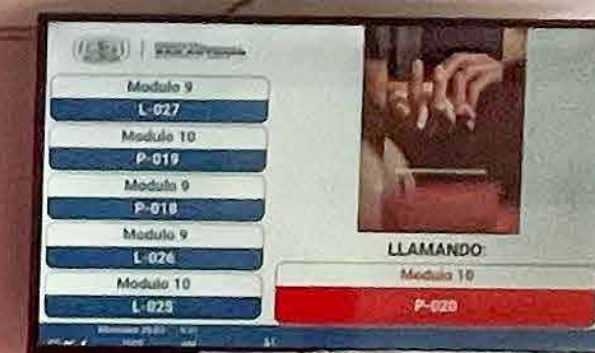 Modulo 9
L-027
Modulo 10
P-019
Modulo 9
P-018
Modulo 9
L-026
Modulo 10
L-025
LLAMANDO
Modulo 10
P-020